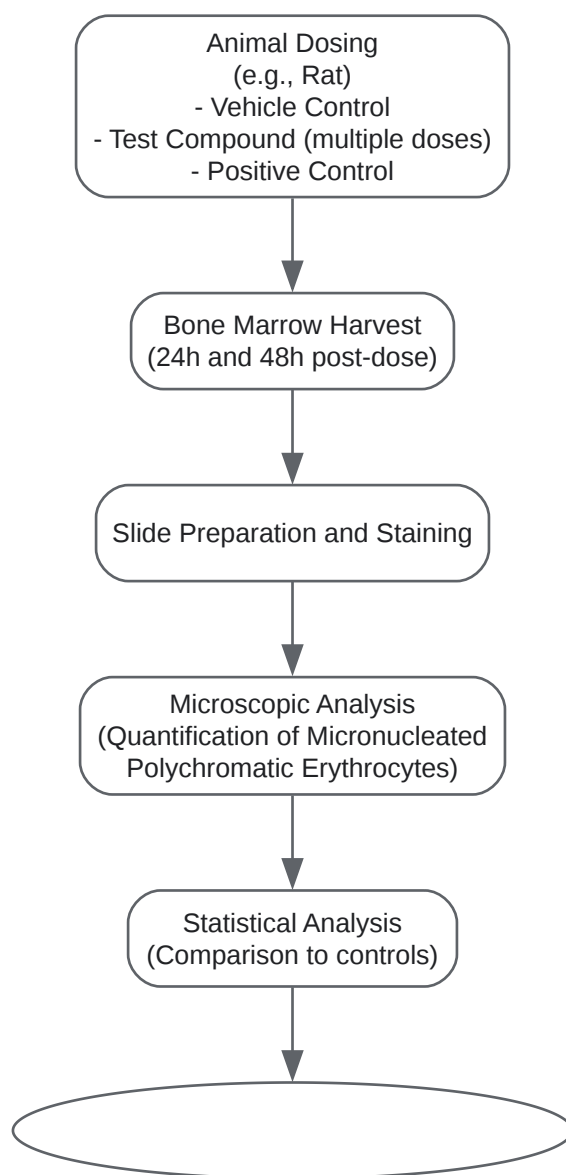 Animal Dosing
(e.g., Rat)
- Vehicle Control
- Test Compound (multiple doses)
- Positive Control
Bone Marrow Harvest
(24h and 48h post-dose)
Slide Preparation and Staining
Microscopic Analysis
(Quantification of Micronucleated
Polychromatic Erythrocytes)
Statistical Analysis
(Comparison to controls)